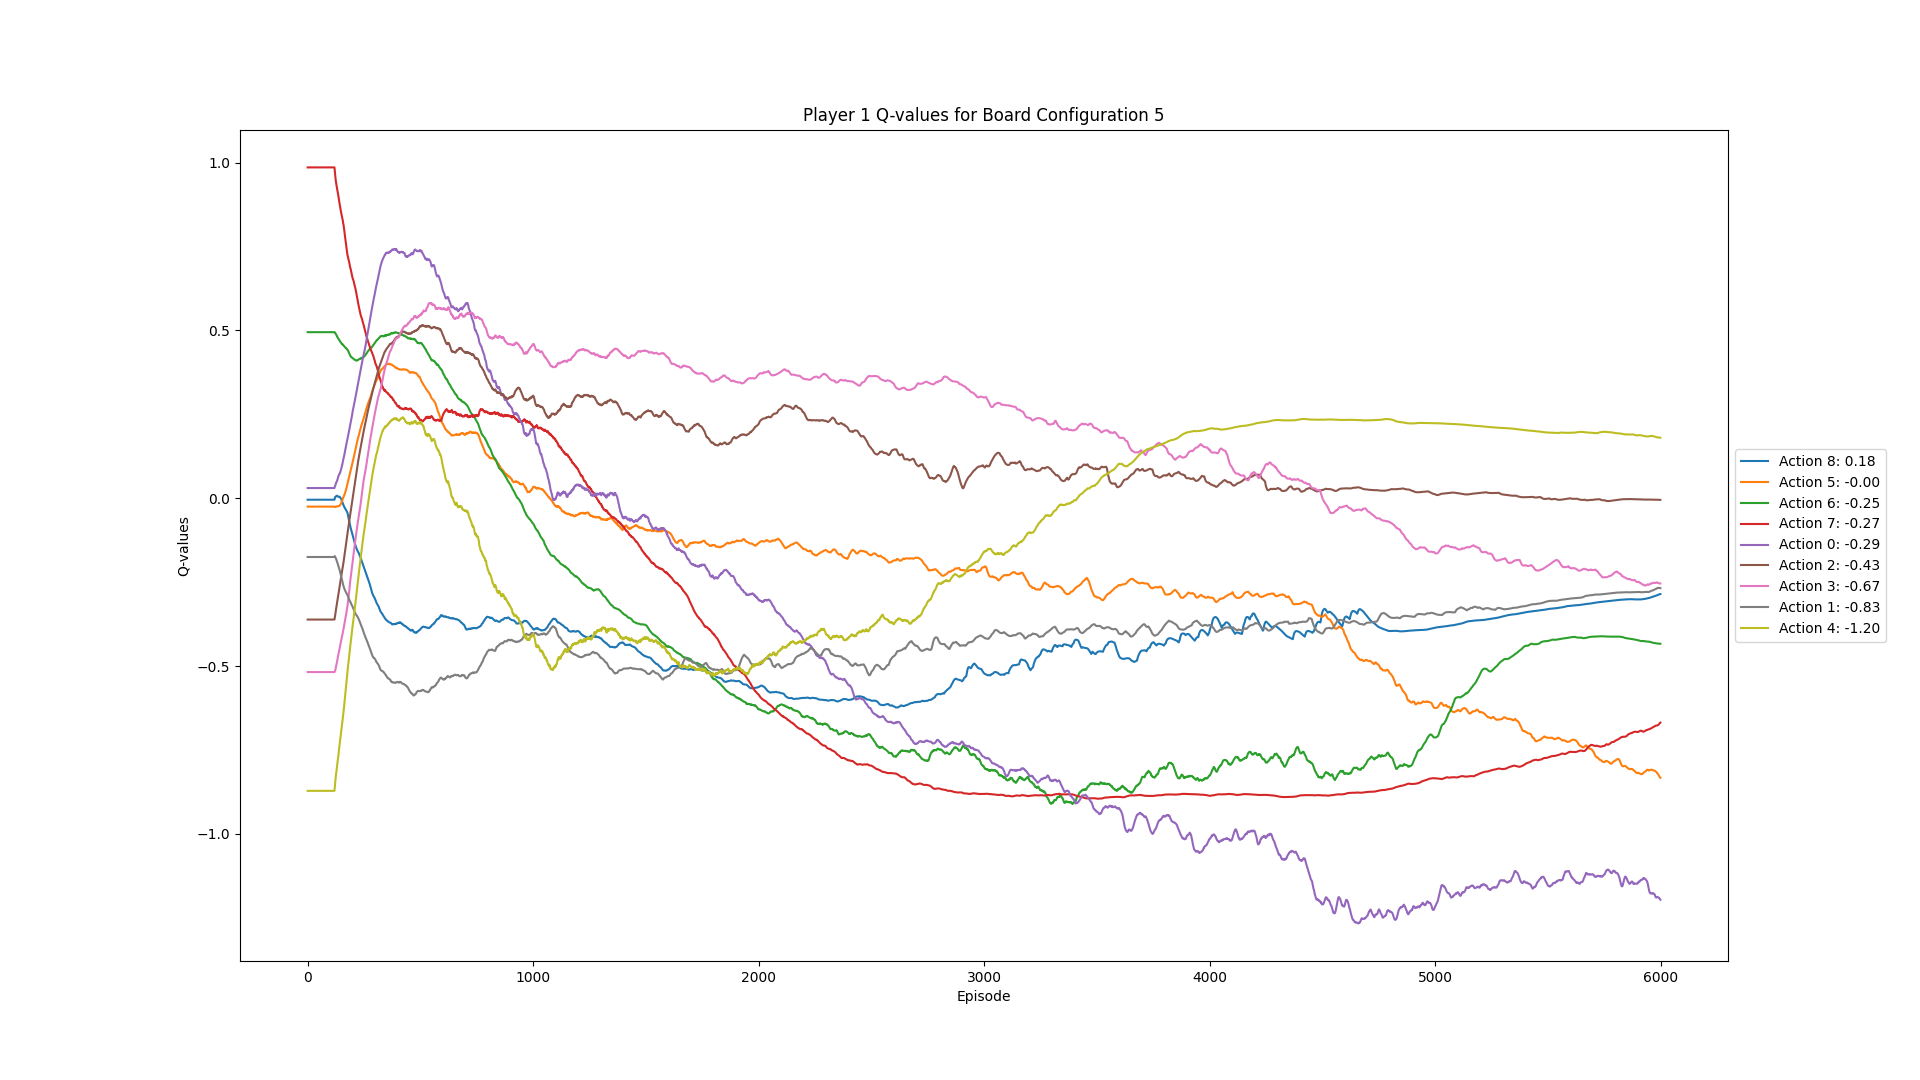 Player 1 Q-values for Board Configuration 5
1.0
0.5
0.0
−0.5
−1.0
Q-values
0
1000
2000
3000
4000
5000
6000
Episode
Action 8: 0.18
Action 5: -0.00
Action 6: -0.25
Action 7: -0.27
Action 0: -0.29
Action 2: -0.43
Action 3: -0.67
Action 1: -0.83
Action 4: -1.20